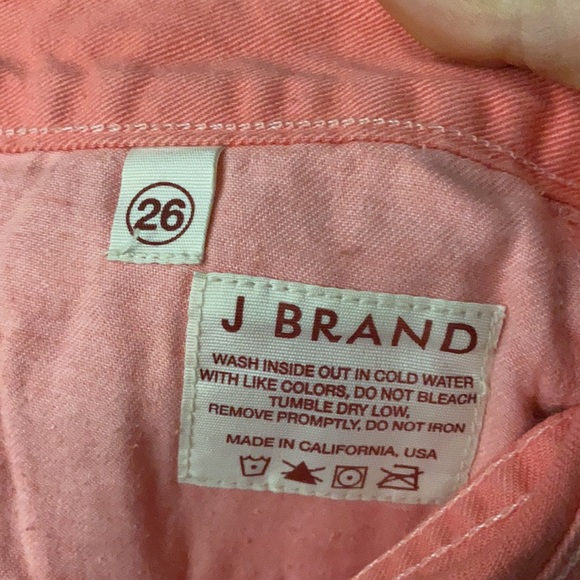 26
J BRAND
WASH INSIDE OUT IN COLD WATER
WITH LIKE COLORS, DO NOT BLEACH
TUMBLE DRY LOW,
REMOVE PROMPTLY, DO NOT IRON
MADE IN CALIFORNIA, USA